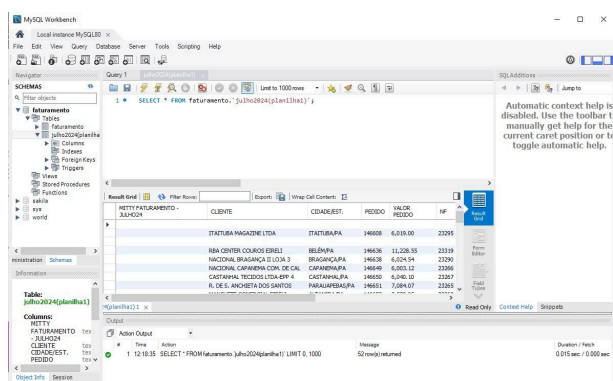 MySQL Workbench
Local instance MySQL80 ×
File Edit View Query Database Server Tools Scripting Help
Navigator
SCHEMAS
Filter objects
faturamento
Tables
faturamento
julho2024(planilha
Columns
Indexes
Foreign Keys
Triggers
Views
Stored Procedures
Functions
sakila
sys
world
ministration Schemas
Information
Table:
julho2024(planilha1)
Columns:
MITTY
FATURAMENTO tex
- JULHO24
CLIENTE tex
CIDADE/EST. tex
PEDIDO tex
Object Info Session
Query 1 julho2024(planilha1) ×
Limit to 1000 rows
1 SELECT * FROM faturamento.`julho2024(planilha1)`;
Result Grid Filter Rows: Export: Wrap Cell Content:
MITTY FATURAMENTO - JULHO24 CLIENTE CIDADE/EST. PEDIDO VALOR PEDIDO NF
ITAITUBA MAGAZINE LTDA ITAITUBA/PA 146608 6,019.00 23295
RBA CENTER COUROS EIRELI BELÉM/PA 146636 11,228.55 23319
NACIONAL BRAGANÇA II LOJA 3 BRAGANÇA/PA 146638 6,024.54 23290
NACIONAL CAPANEMA COM. DE CAL CAPANEMA/PA 146649 6,003.12 23266
CASTANHAL TECIDOS LTDA-EPP 4 CASTANHAL/PA 146650 6,040.10 23267
R. DE S. ANCHIETA DOS SANTOS PARAUAPEBAS/PA 146651 7,084.07 23265
Result Grid
Form Editor
Field Types
(planilha1) 1 ×
Read Only
Output
Action Output
# Time Action Message Duration / Fetch
1 12:18:35 SELECT * FROM faturamento.`julho2024(planilha1)` LIMIT 0, 1000 52 row(s) returned 0.015 sec / 0.000 sec
SQLAdditions
Jump to
Automatic context help is
disabled. Use the toolbar t
manually get help for the
current caret position or to
toggle automatic help.
Context Help Snippets